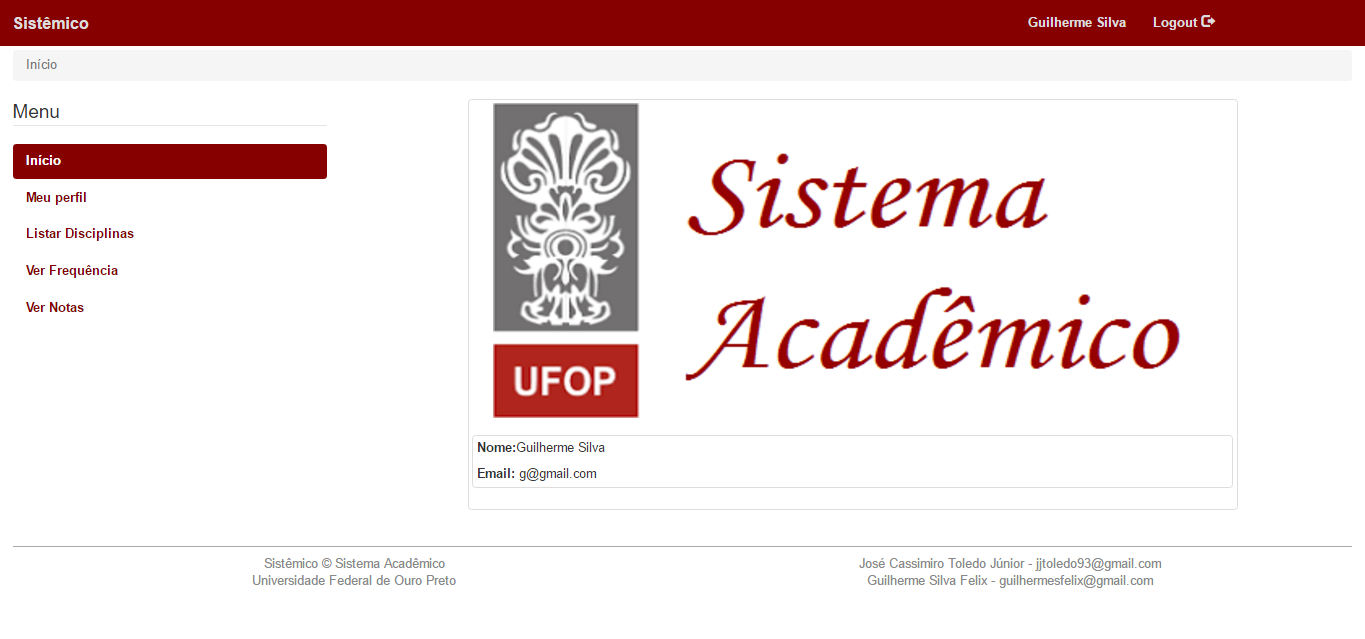 Sistêmico
Guilherme Silva Logout
Início
Menu
Início
Meu perfil
Listar Disciplinas
Ver Frequência
Ver Notas
UFOP
Sistema
Acadêmico
Nome:Guilherme Silva
Email: g@gmail.com
Sistêmico © Sistema Acadêmico
Universidade Federal de Ouro Preto
José Cassimiro Toledo Júnior - jjtoledo93@gmail.com
Guilherme Silva Felix - guilhermesfelix@gmail.com